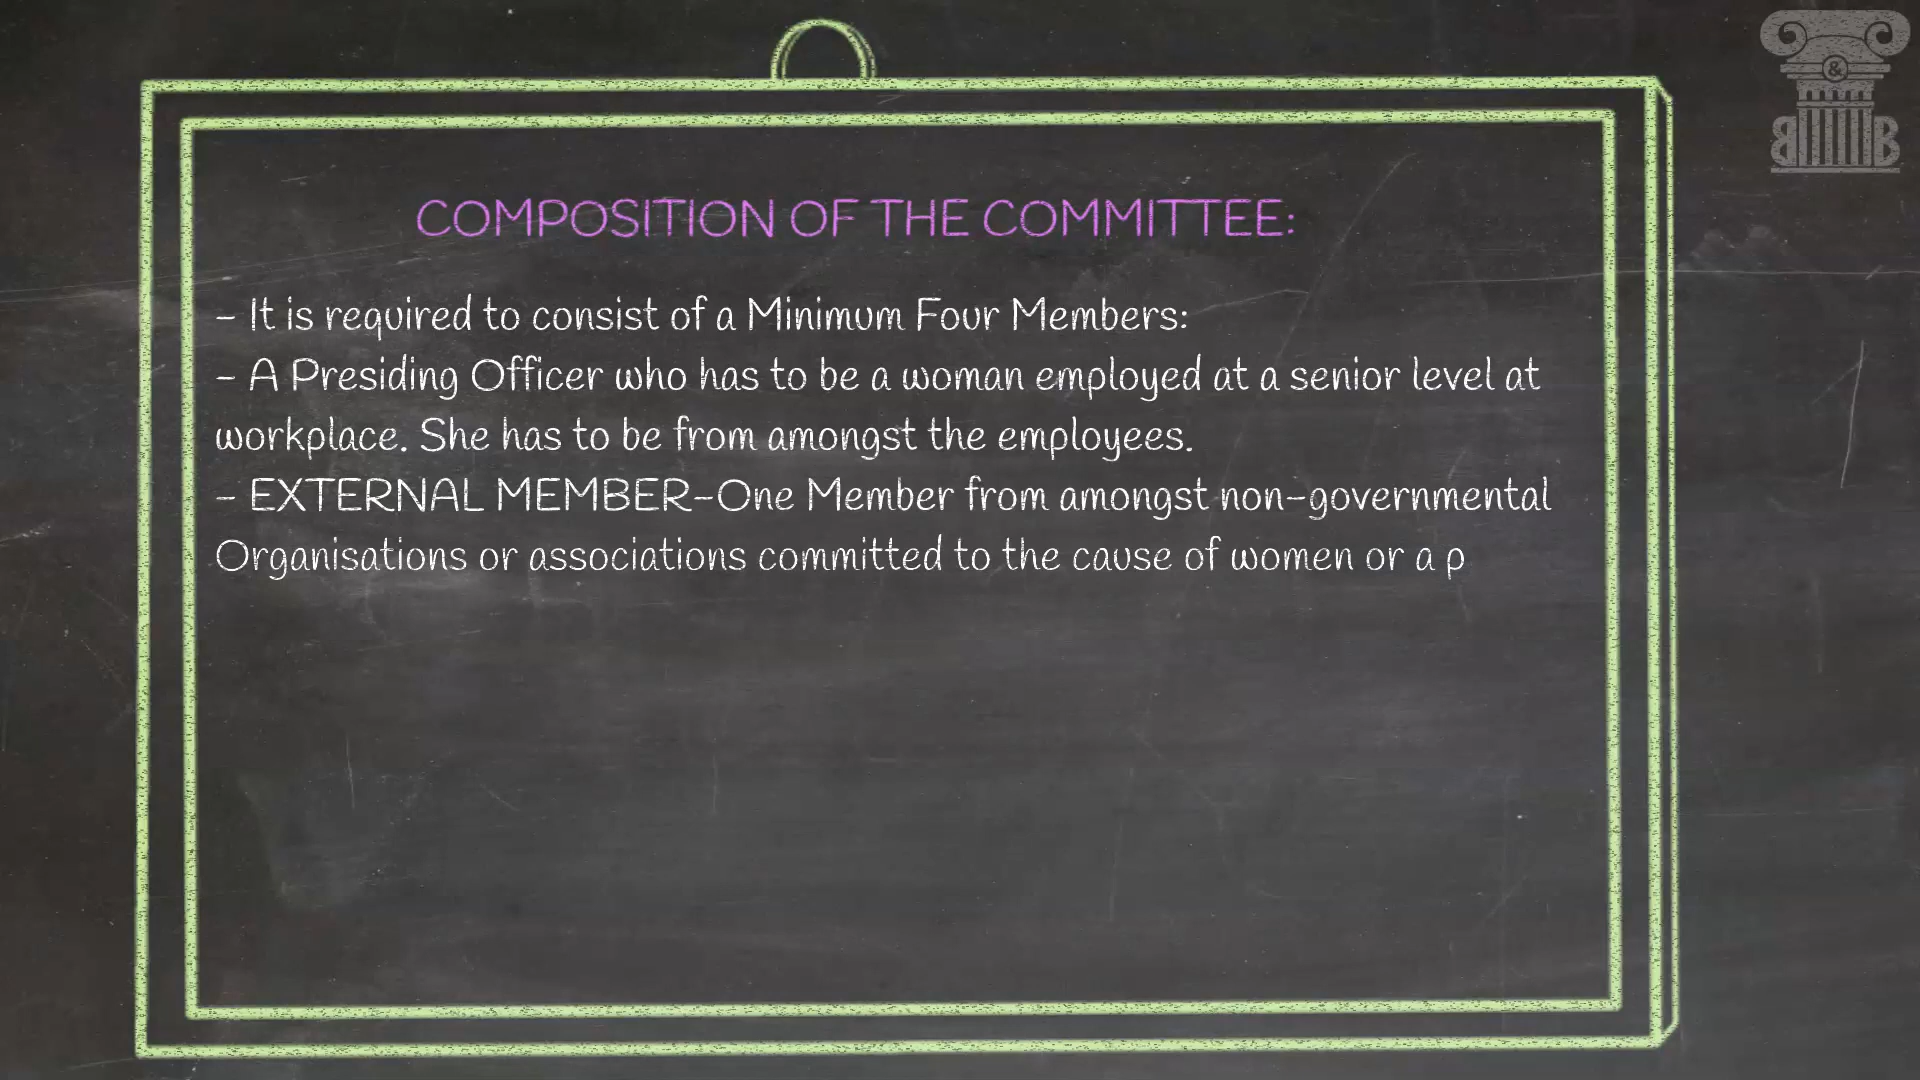 COMPOSITION OF THE COMMITTEE:
- It is required to consist of a Minimum Four Members:
- A Presiding Officer who has to be a woman employed at a senior level at
workplace. She has to be from amongst the employees.
- EXTERNAL MEMBER-One Member from amongst non-governmental
Organisations or associations committed to the cause of women or a p
&
B B